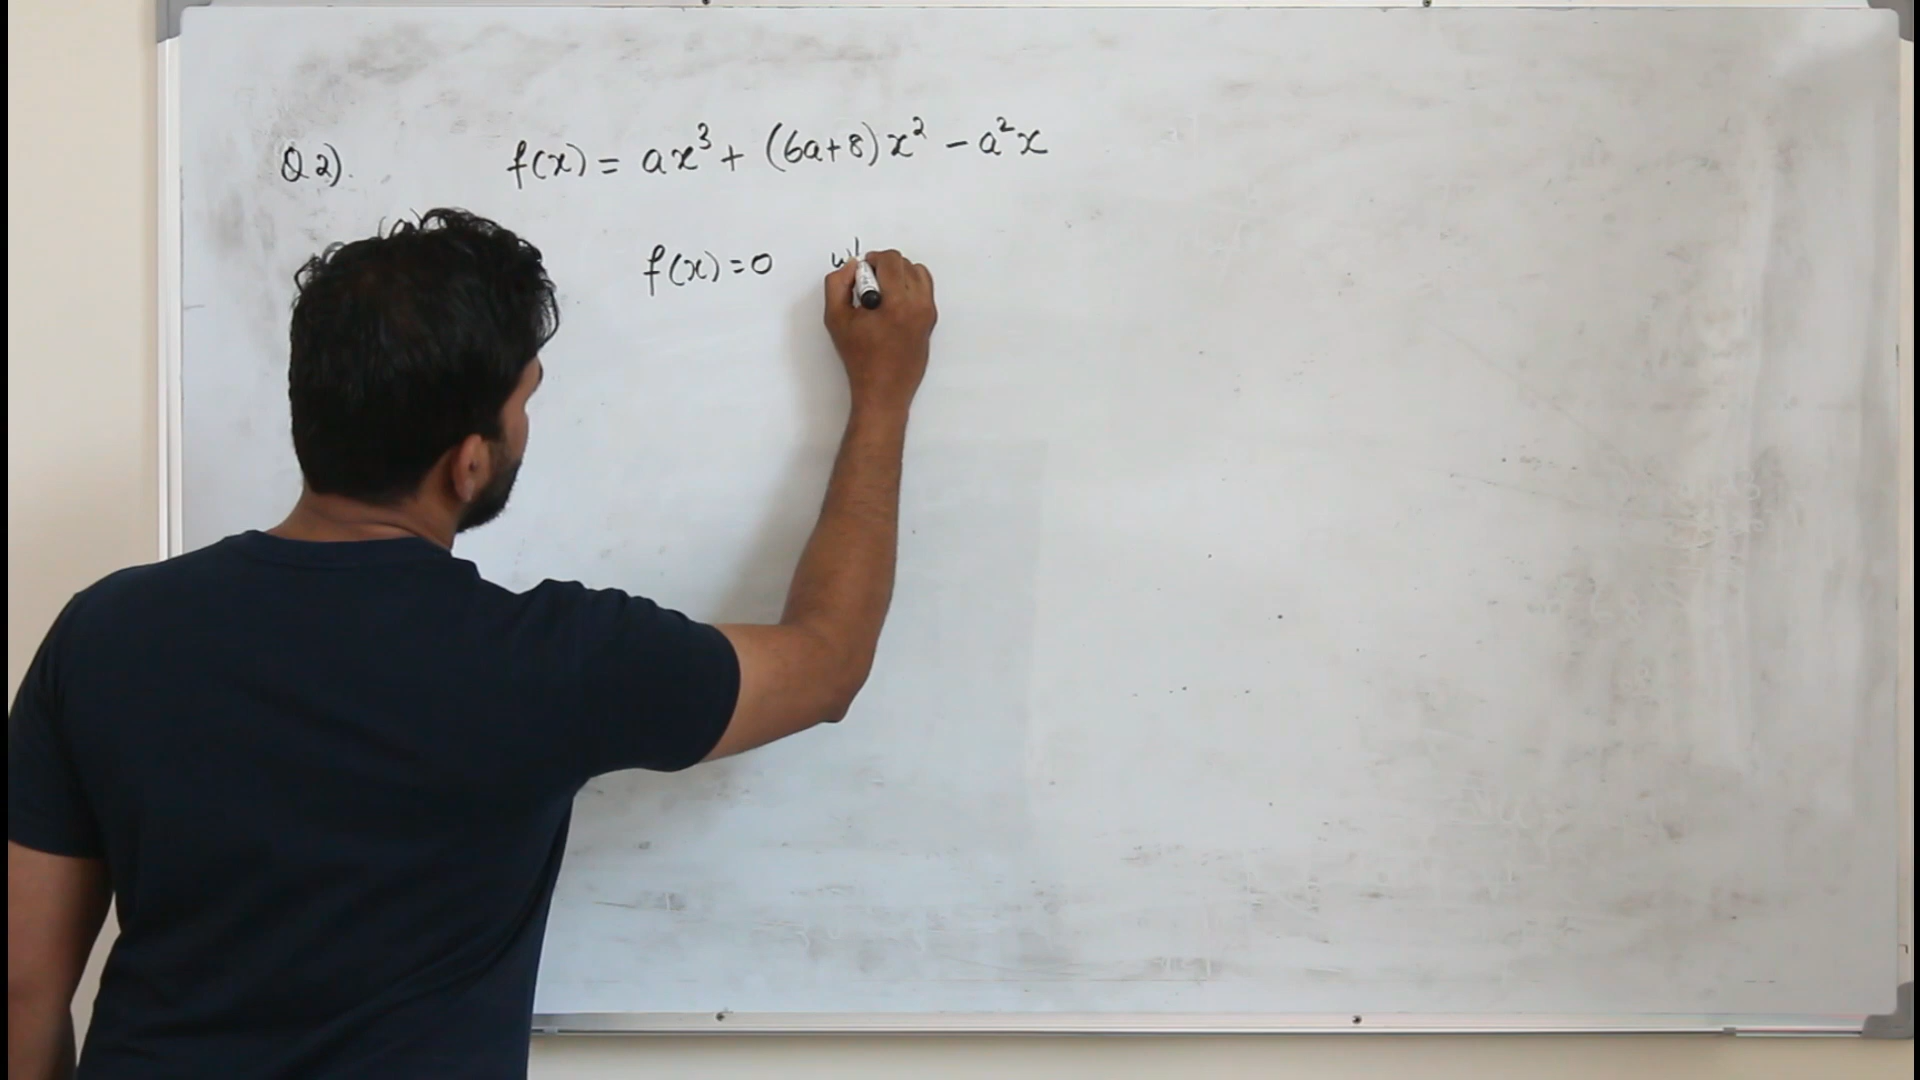 Q2). f(x) = ax³ + (6a+8)x² - a²x
f(x)=0